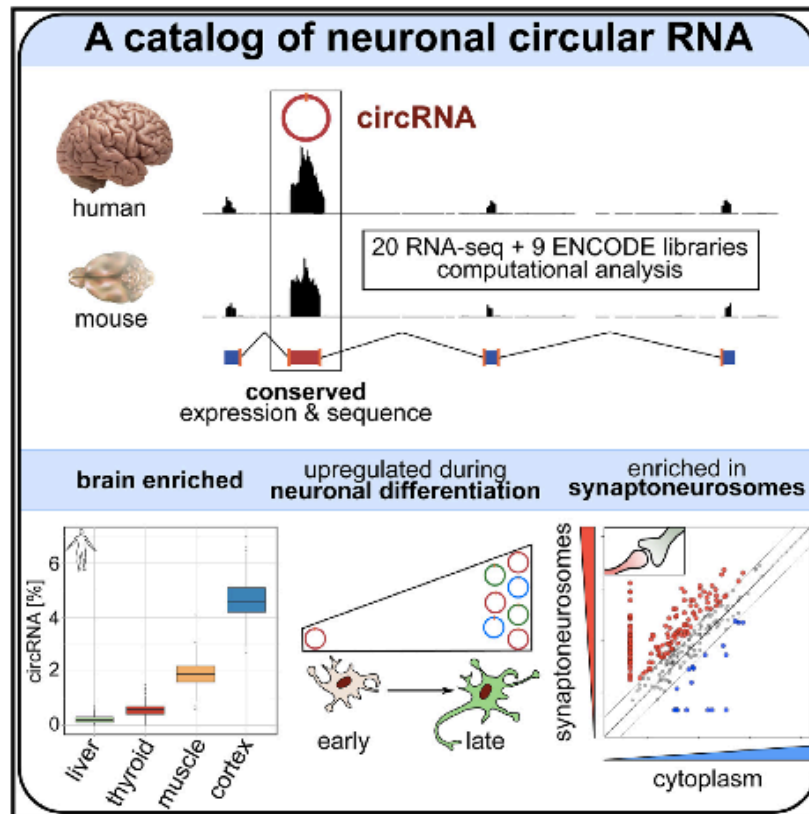 A catalog of neuronal circular RNA
circRNA
human
20 RNA-seq + 9 ENCODE libraries
computational analysis
mouse
conserved
expression & sequence
brain enriched
upregulated during
neuronal differentiation
enriched in
synaptoneurosomes
circRNA [%]
6
4
2
0
liver
thyroid
muscle
cortex
early
late
synaptoneurosomes
cytoplasm